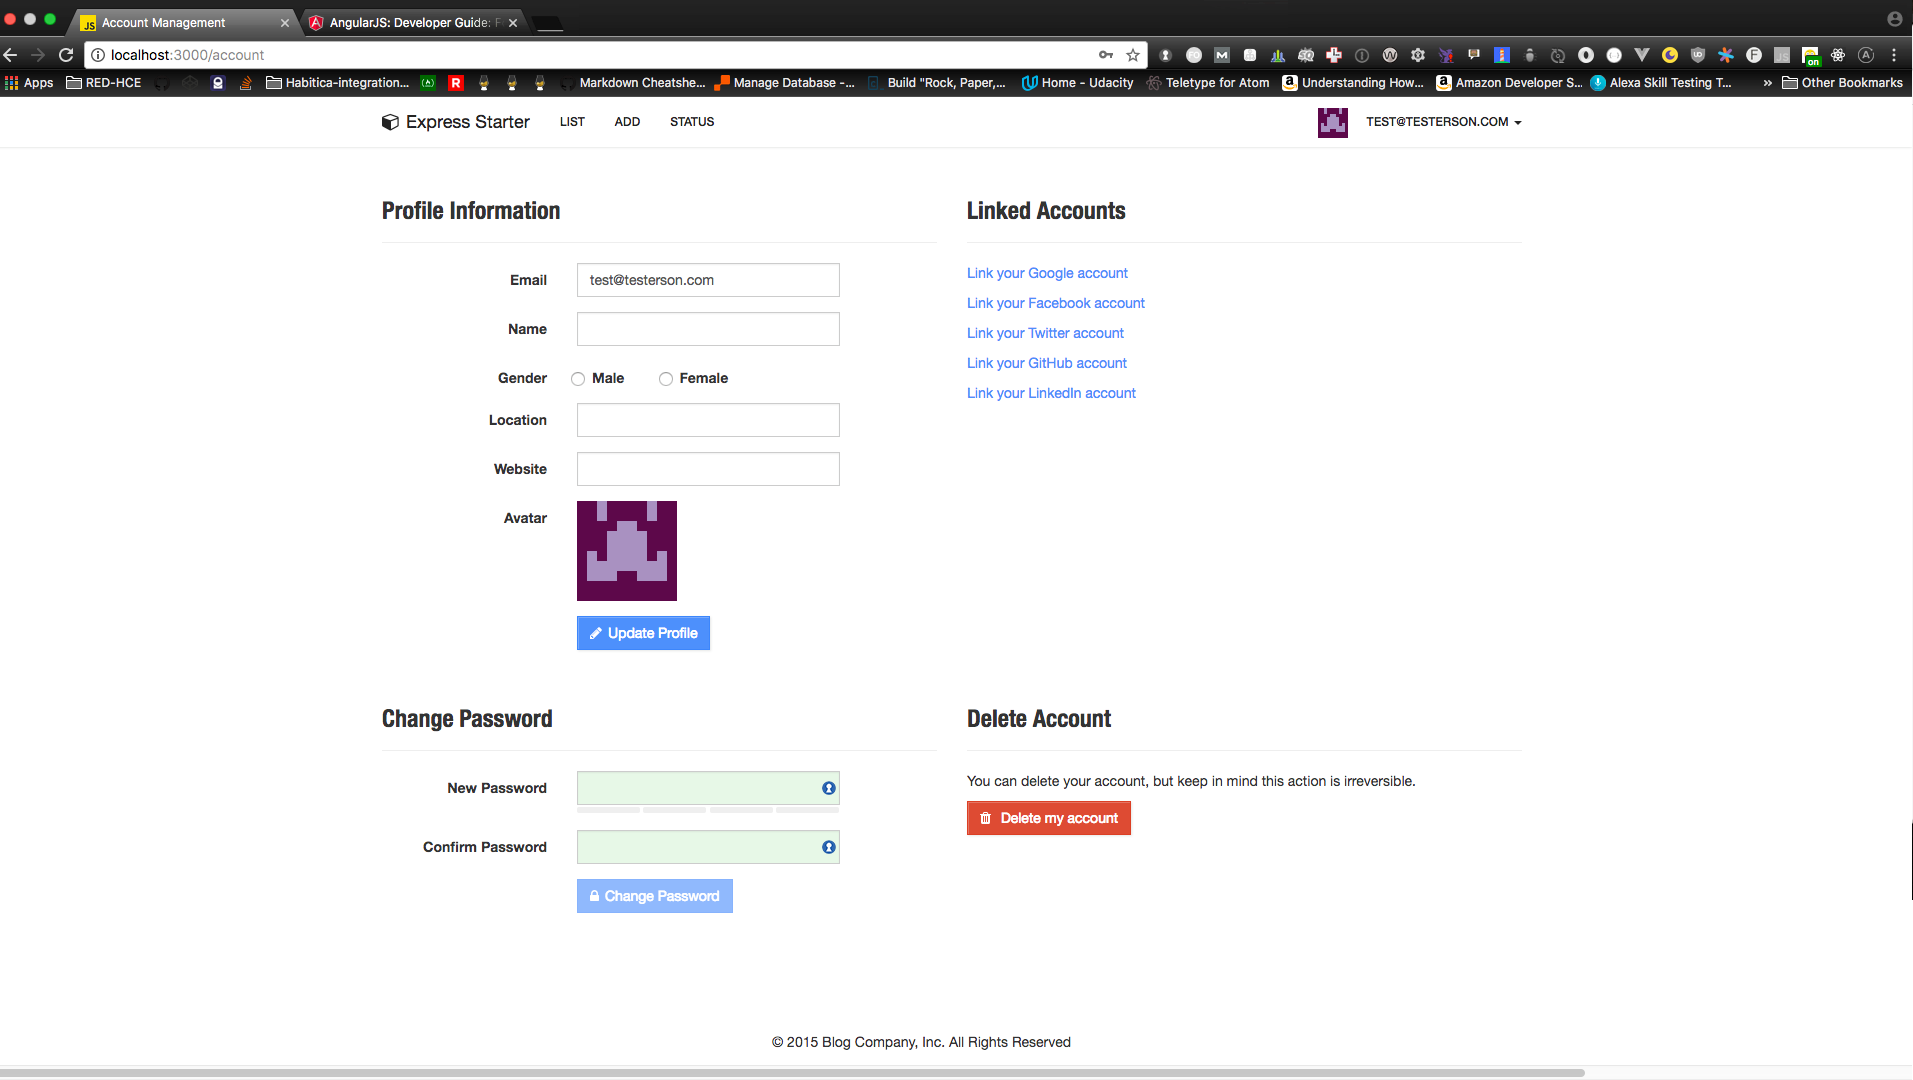 Account Management
AngularJS: Developer Guide:
localhost:3000/account
Apps RED-HCE Habitica-integration... Markdown Cheatshe... Manage Database -... Build "Rock, Paper,... Home - Udacity Teletype for Atom Understanding How... Amazon Developer S... Alexa Skill Testing T... » Other Bookmarks
Express Starter LIST ADD STATUS TEST@TESTERSON.COM
Profile Information
Email test@testerson.com
Name
Gender Male Female
Location
Website
Avatar
Update Profile
Linked Accounts
Link your Google account
Link your Facebook account
Link your Twitter account
Link your GitHub account
Link your LinkedIn account
Change Password
New Password
Confirm Password
Change Password
Delete Account
You can delete your account, but keep in mind this action is irreversible.
Delete my account
© 2015 Blog Company, Inc. All Rights Reserved